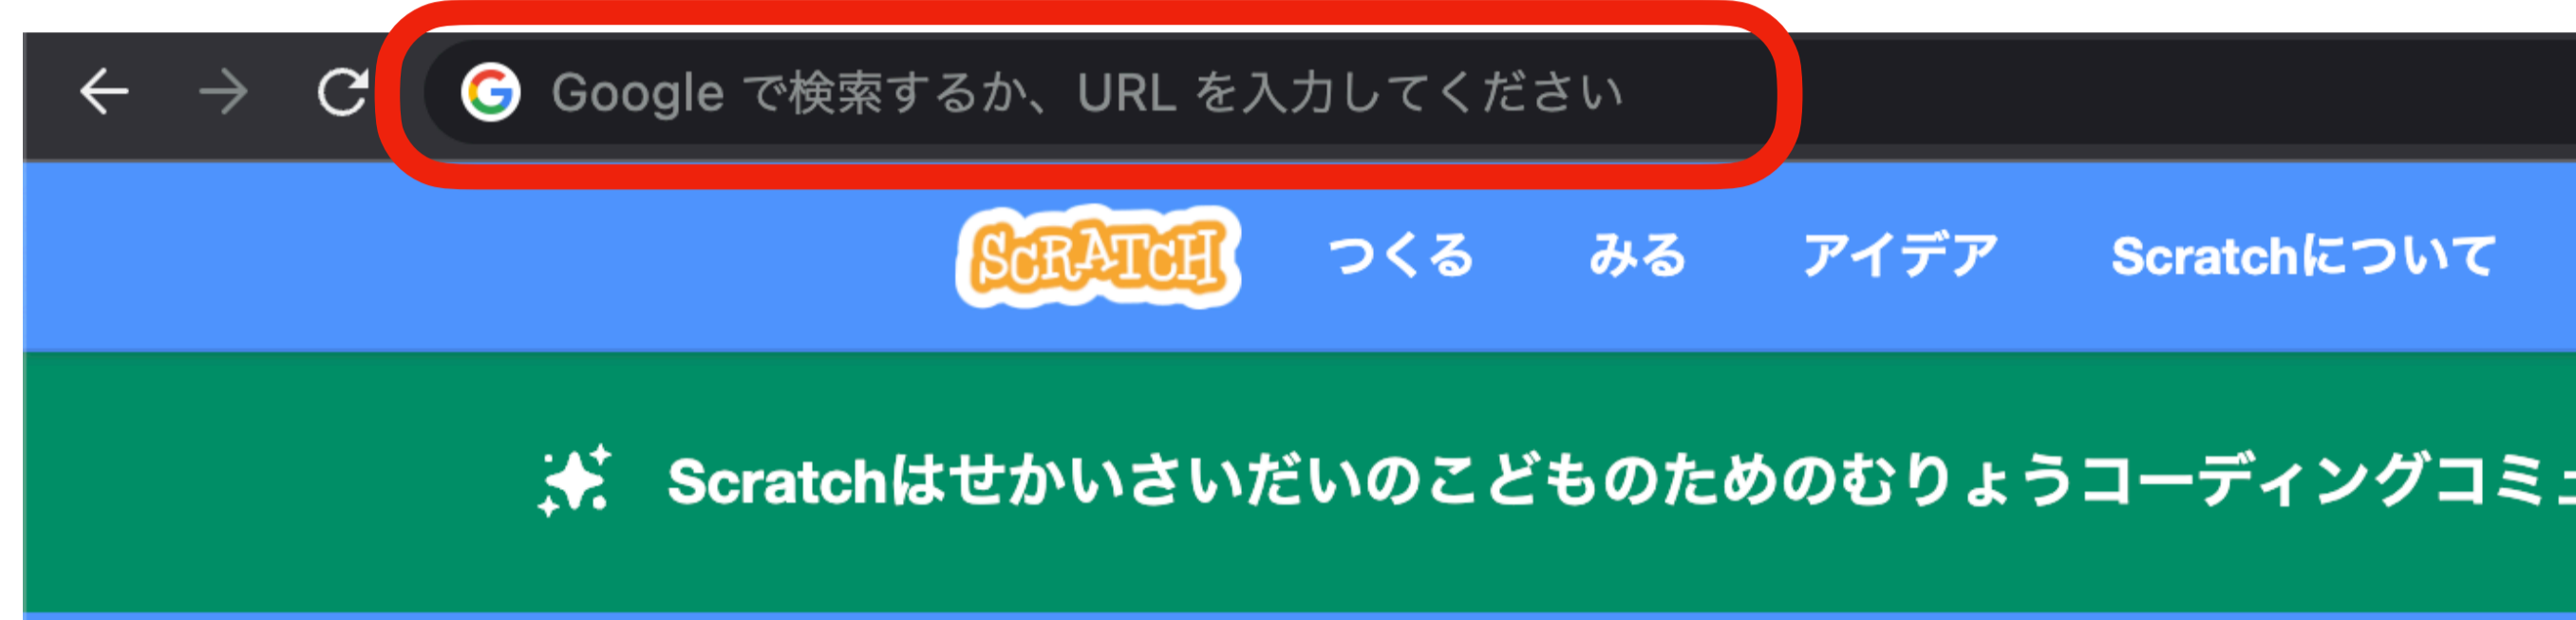 Google で検索するか、URL を入力してください
SCRATCH つくる みる アイデア Scratchについて
Scratchはせかいさいだいのこどものためのむりょうコーディングコミ